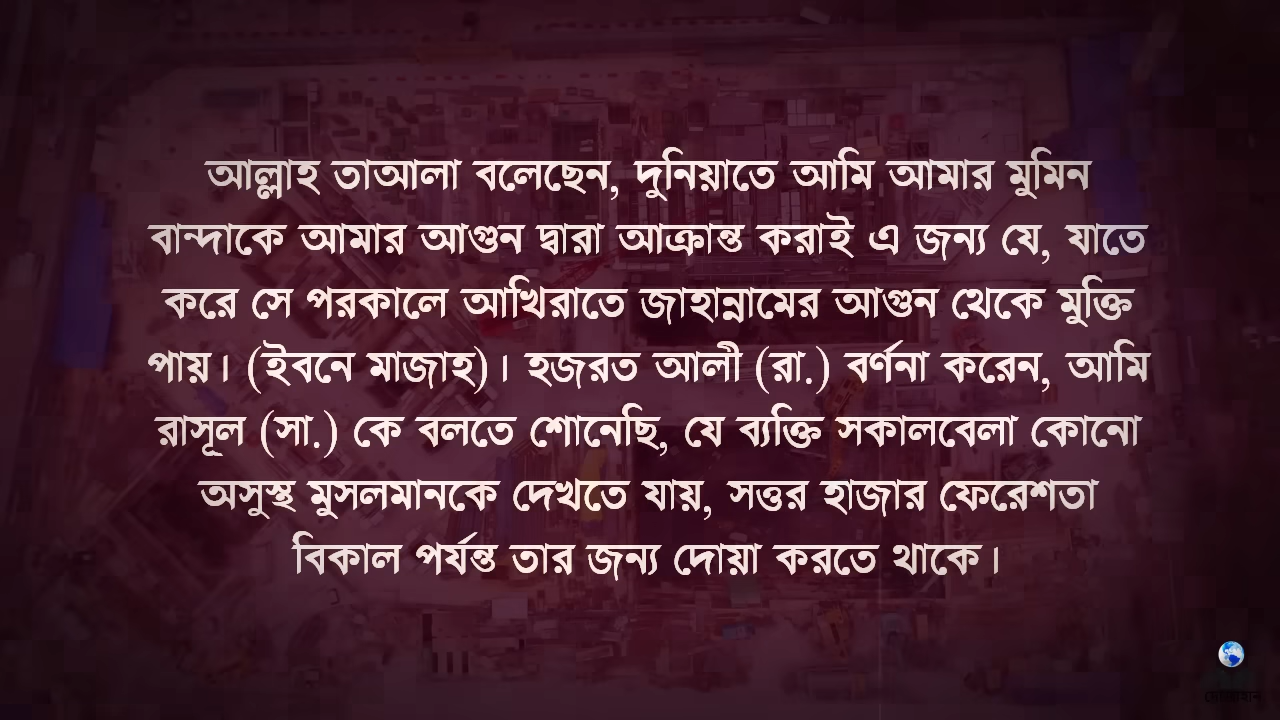 আল্লাহ তাআলা বলেছেন, দুনিয়াতে আমি আমার মুমিন
বান্দাকে আমার আগুন দ্বারা আক্রান্ত করাই এ জন্য যে, যাতে
করে সে পরকালে আখিরাতে জাহান্নামের আগুন থেকে মুক্তি
পায়। (ইবনে মাজাহ)। হজরত আলী (রা.) বর্ণনা করেন, আমি
রাসূল (সা.) কে বলতে শোনেছি, যে ব্যক্তি সকালবেলা কোনো
অসুস্থ মুসলমানকে দেখতে যায়, সত্তর হাজার ফেরেশতা
বিকাল পর্যন্ত তার জন্য দোয়া করতে থাকে।